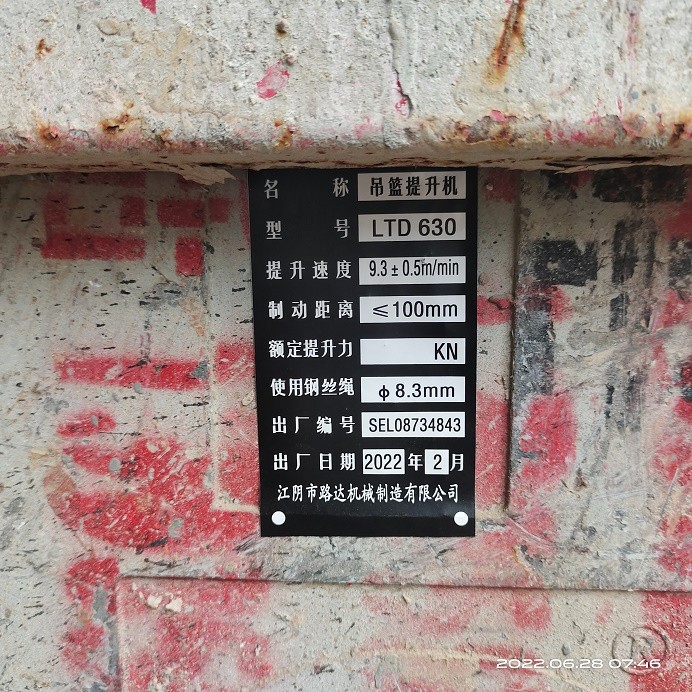 名 称 吊篮提升机
型 号 LTD 630
提升速度 9.3±0.5m/min
制动距离 ≤100mm
额定提升力 KN
使用钢丝绳 ϕ8.3mm
出厂编号 SEL08734843
出厂日期 2022年2月
江阴市路达机械制造有限公司
2022.06.28 07:46